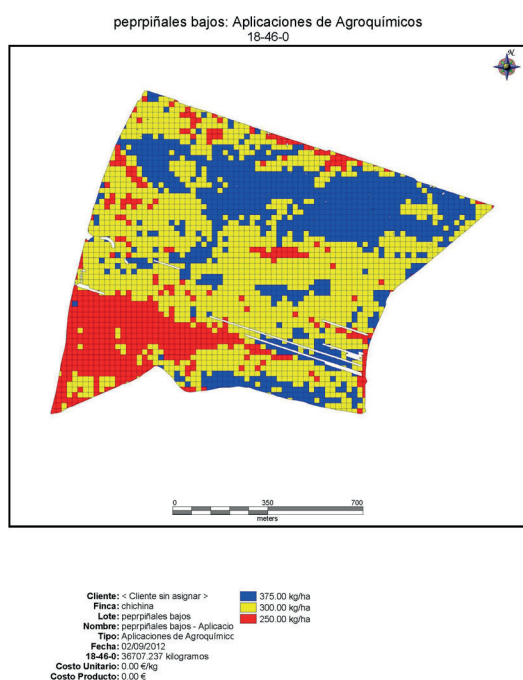 peprpiñales bajos: Aplicaciones de Agroquímicos
18-46-0
N
0 350 700
meters
Cliente: < Cliente sin asignar >
Finca: chichina
Lote: peprpiñales bajos
Nombre: peprpiñales bajos - Aplicacio
Tipo: Aplicaciones de Agroquímicc
Fecha: 02/09/2012
18-46-0: 36707.237 kilogramos
Costo Unitario: 0.00 €/kg
Costo Producto: 0.00 €
375.00 kg/ha
300.00 kg/ha
250.00 kg/ha